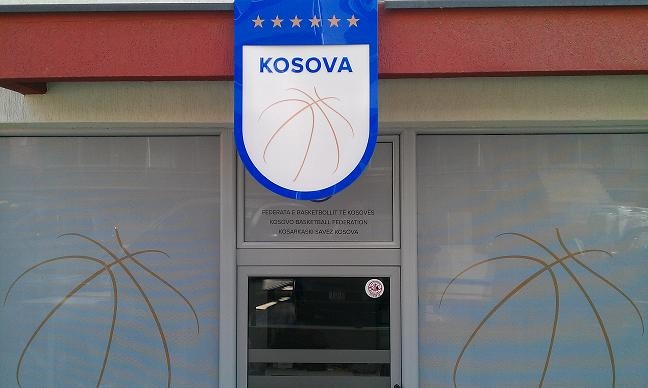 KOSOVA
FEDERATA E BASKETBOLLIT TË KOSOVËS
KOSOVO BASKETBALL FEDERATION
KOŠARKAŠKI SAVEZ KOSOVA